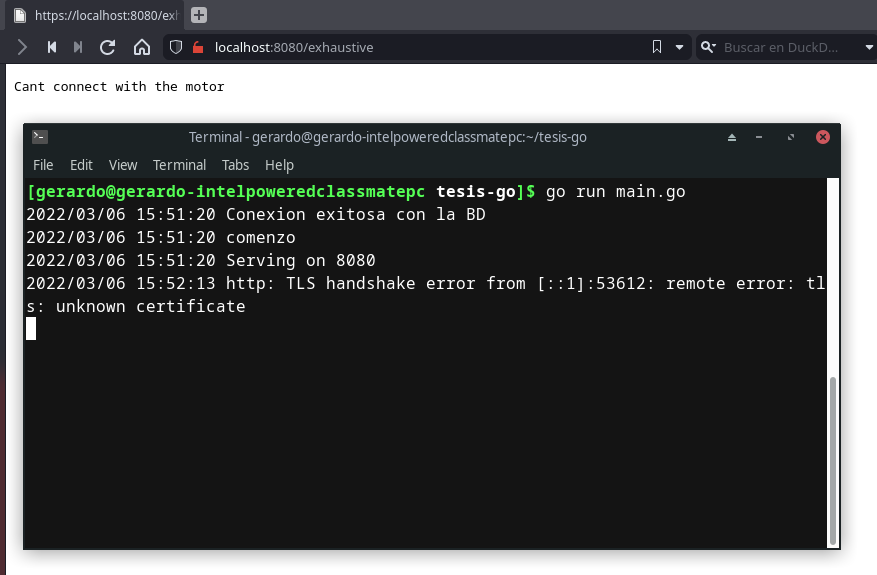 https://localhost:8080/exh
localhost:8080/exhaustive
Buscar en DuckD...
Cant connect with the motor
Terminal - gerardo@gerardo-intelpoweredclassmatepc:~/tesis-go
File Edit View Terminal Tabs Help
[gerardo@gerardo-intelpoweredclassmatepc tesis-go]$ go run main.go
2022/03/06 15:51:20 Conexion exitosa con la BD
2022/03/06 15:51:20 comenzo
2022/03/06 15:51:20 Serving on 8080
2022/03/06 15:52:13 http: TLS handshake error from [::1]:53612: remote error: tl
s: unknown certificate